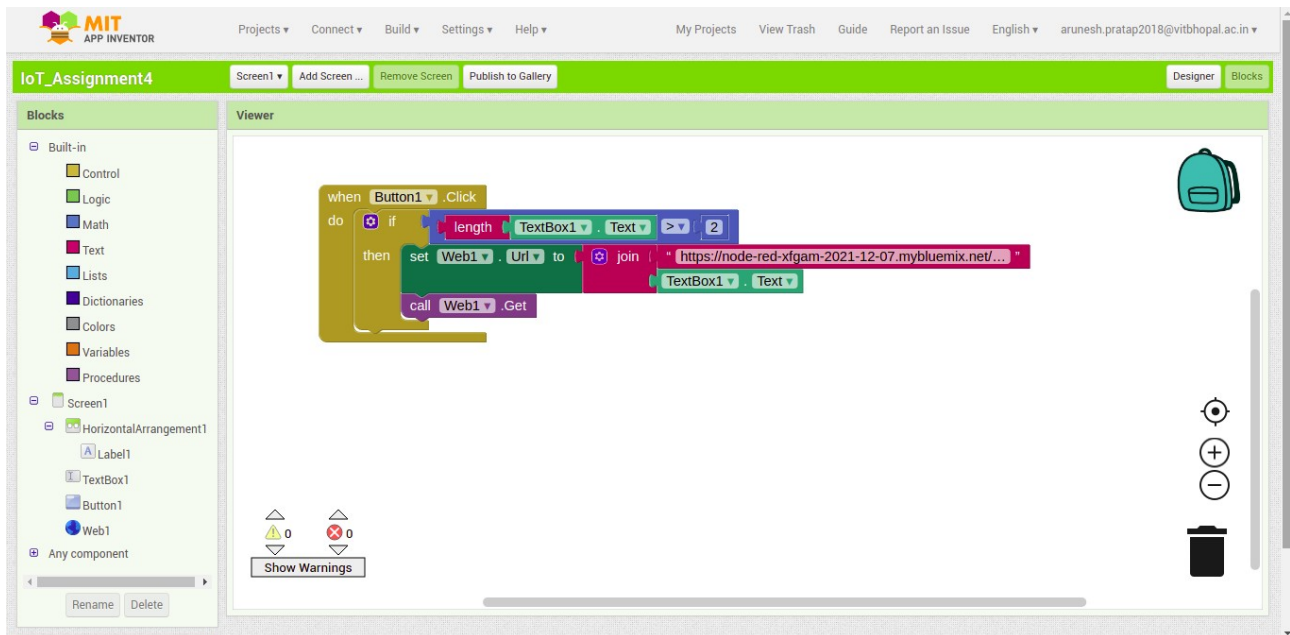 MIT
APP INVENTOR
Projects Connect Build Settings Help My Projects View Trash Guide Report an Issue English arunesh.pratap2018@vitbhopal.ac.in
IoT_Assignment4 Screen1 Add Screen ... Remove Screen Publish to Gallery Designer Blocks
Blocks
Built-in
Control
Logic
Math
Text
Lists
Dictionaries
Colors
Variables
Procedures
Screen1
HorizontalArrangement1
Label1
TextBox1
Button1
Web1
Any component
Rename Delete
Viewer
when Button1 .Click
do if length TextBox1 . Text > 2
then set Web1 . Url to join " https://node-red-xfgam-2021-12-07.mybluemix.net/... "
TextBox1 . Text
call Web1 .Get
0 0
Show Warnings